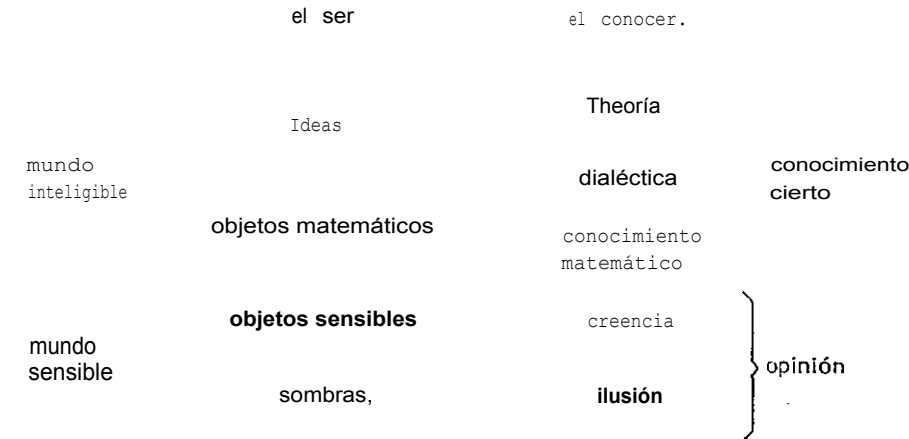 el ser
el conocer.
Theoría
Ideas
mundo
inteligible
dialéctica
conocimiento
cierto
objetos matemáticos
conocimiento
matemático
objetos sensibles
creencia
mundo
sensible
opinión
sombras,
ilusión